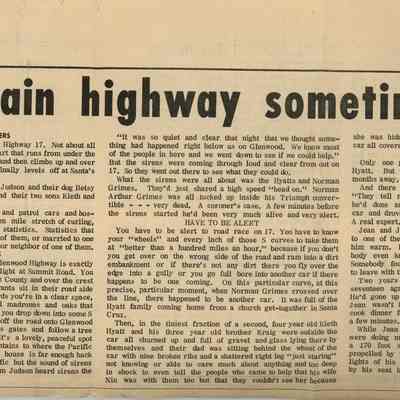 ain highway sometin
ERS
Highway 17. Not about all
rt that runs from under the
and then climbs up and over
nally levels off at Santa's
Judson and their dog Betsy
d their two sons Kieth and
and patrol cars and hos-
n mile stretch of curling,
statistics. Statistics that
of them, or married to one
ur neighbor of one of them.
lenwood Highway is exactly
light at Summit Road. You
County and over the crest
ants sit in their road side
s you're in a clear space,
l madrones and oaks that
you drop down into some 5
off the road onto Glenwood
s gates and follow a tree
it's a lovely, peaceful spot
ntains to where the Pacific
house is far enough back
ffic but the sound of sirens
m Judson heard sirens the
"It was so quiet and clear that night that we thought some-
thing had happened right below us on Glenwood. We know most
of the people in here and we went down to see if we could help."
But the sirens were coming through loud and clear from out on
17. So they went out there to see what they could do.
What the sirens were all about was the Hyatts and Norman
Grimes. They'd just shared a high speed "head on." Norman
Arthur Grimes was all locked up inside his Triumph conver-
tible - - - very dead. A coroner's case. A few minutes before
the sirens started he'd been very much alive and very alert.
HAVE TO BE ALERT
You have to be alert to road race on 17. You have to know
your "wheels" and every inch of those S curves to take them
at "better than a hundred miles an hour," because if you don't
you get over on the wrong side of the road and ram into a dirt
embankment or if there's not any dirt there you fly over the
edge into a gully or you go full bore into another car if there
happens to be one coming. On this particular curve, at this
precise, particular moment, when Norman Grimes crossed over
the line, there happened to be another car. It was full of the
Hyatt family coming home from a church get-together in Santa
Cruz.
Then, in the tiniest fraction of a second, four year old Kieth
Hyatt and his three year old brother Kraig were outside the
car all churned up and full of gravel and glass lying there by
themselves and their dad was sitting behind the wheel of the
car with nine broken ribs and a shattered right leg "just staring"
not knowing or able to care much about anything and too deep
in shock to even tell the people who came to help that his wife
Nin was with them too but that they couldn't see her because
she was hid
car all cover
Only one p
Hyatt. But
months away
And there
"They tell r
he'd done a
car and drov
A real expert,
Jean and J
to one of the
him warm. I
body even k
Somebody fou
to leave with t
Two years
seventeen ag
He'd gone up
Jean wasn't i
took the dow
While Jean
were doing m
a 170 foot s
propelled by
lights of his
by the mass